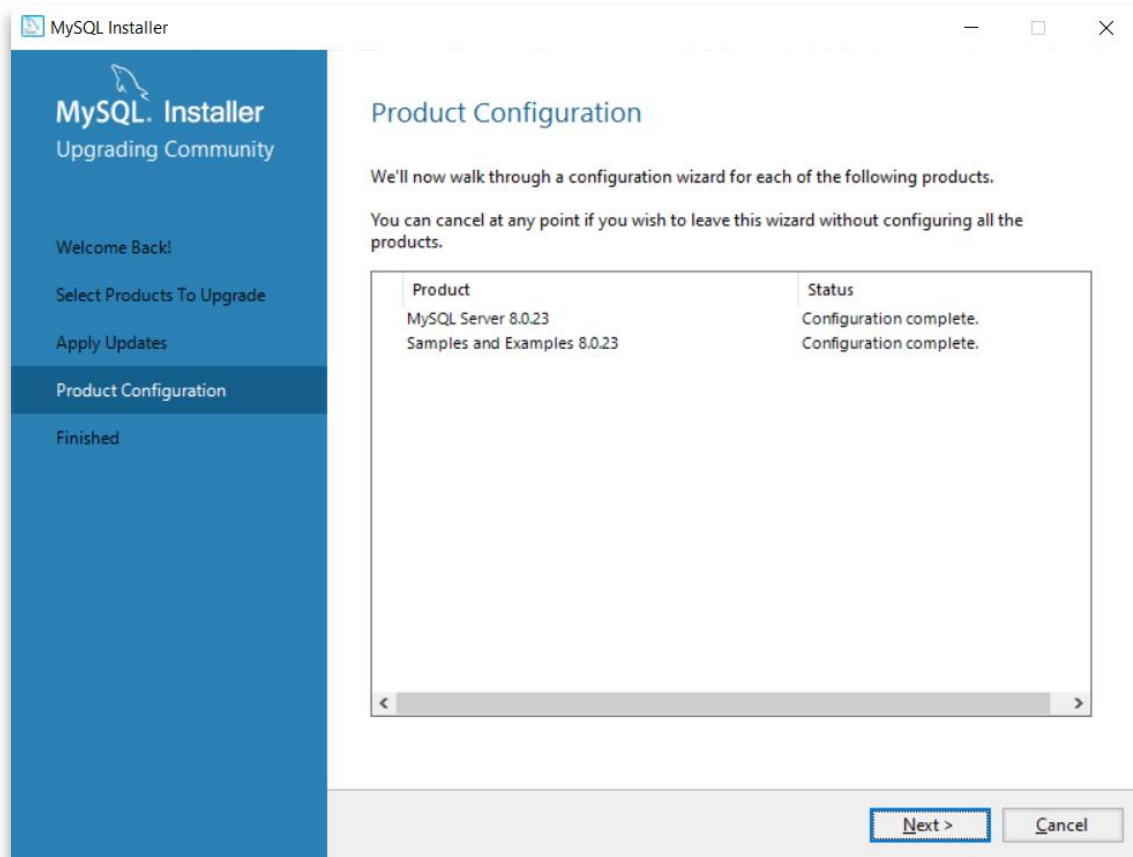 MySQL Installer
MySQL. Installer
Upgrading Community
Welcome Back!
Select Products To Upgrade
Apply Updates
Product Configuration
Finished
Product Configuration
We'll now walk through a configuration wizard for each of the following products.
You can cancel at any point if you wish to leave this wizard without configuring all the
products.
Product Status
MySQL Server 8.0.23 Configuration complete.
Samples and Examples 8.0.23 Configuration complete.
Next > Cancel